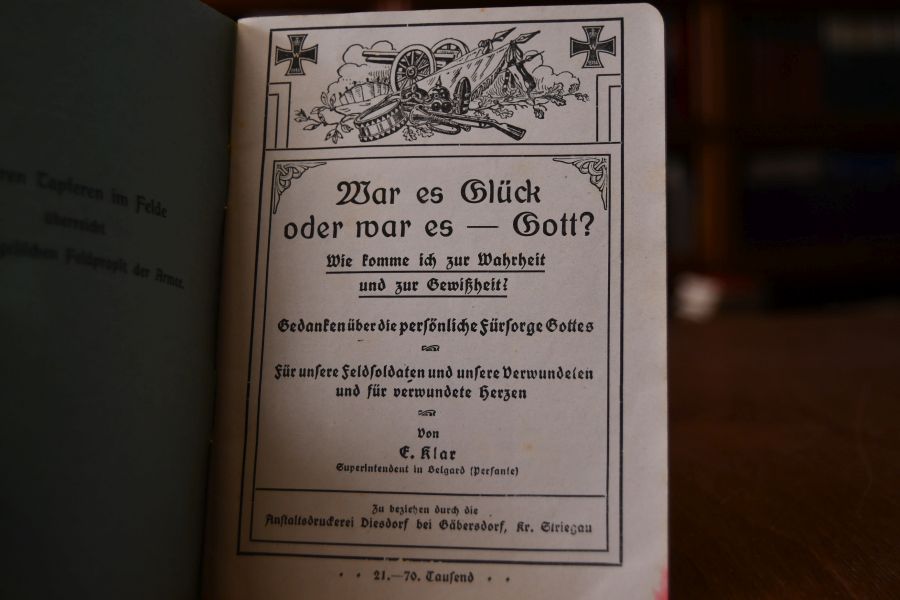 ren Tapferen im Felde
überreicht
Feldpropst der Armee.
War es Glück
oder war es — Gott?
Wie komme ich zur Wahrheit
und zur Gewißheit?
Gedanken über die persönliche Fürsorge Gottes
Für unsere Feldsoldaten und unsere Verwundeten
und für verwundete Herzen
Von
E. Klar
Superintendent in Belgard (Persante)
Zu beziehen durch die
Anstaltsdruckerei Diesdorf bei Gäbersdorf, Kr. Striegau
21.—70. Tausend